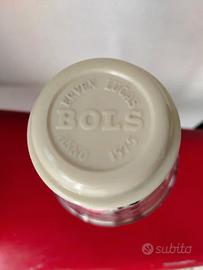 ERVEN LUCAS
BOLS
ANNO 1575
subito